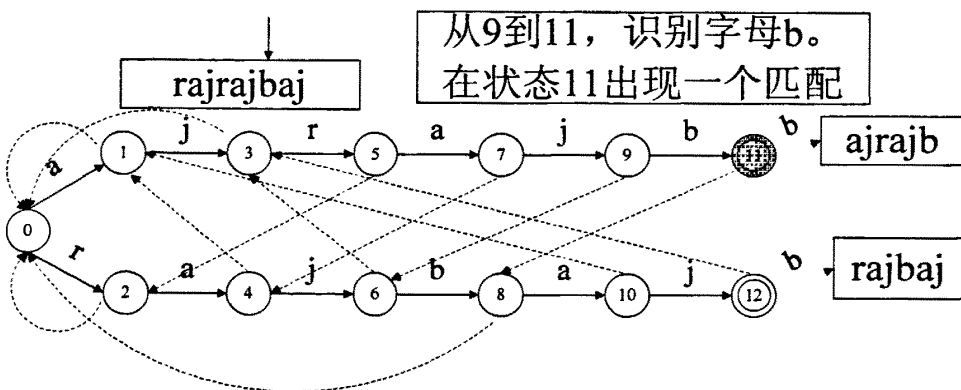 从9到11，识别字母b。
在状态11出现一个匹配
rajrajbaj
a j r a j b b
1 3 5 7 9 11
ajrajb
0
r a j b a j b
2 4 6 8 10 12
rajbaj